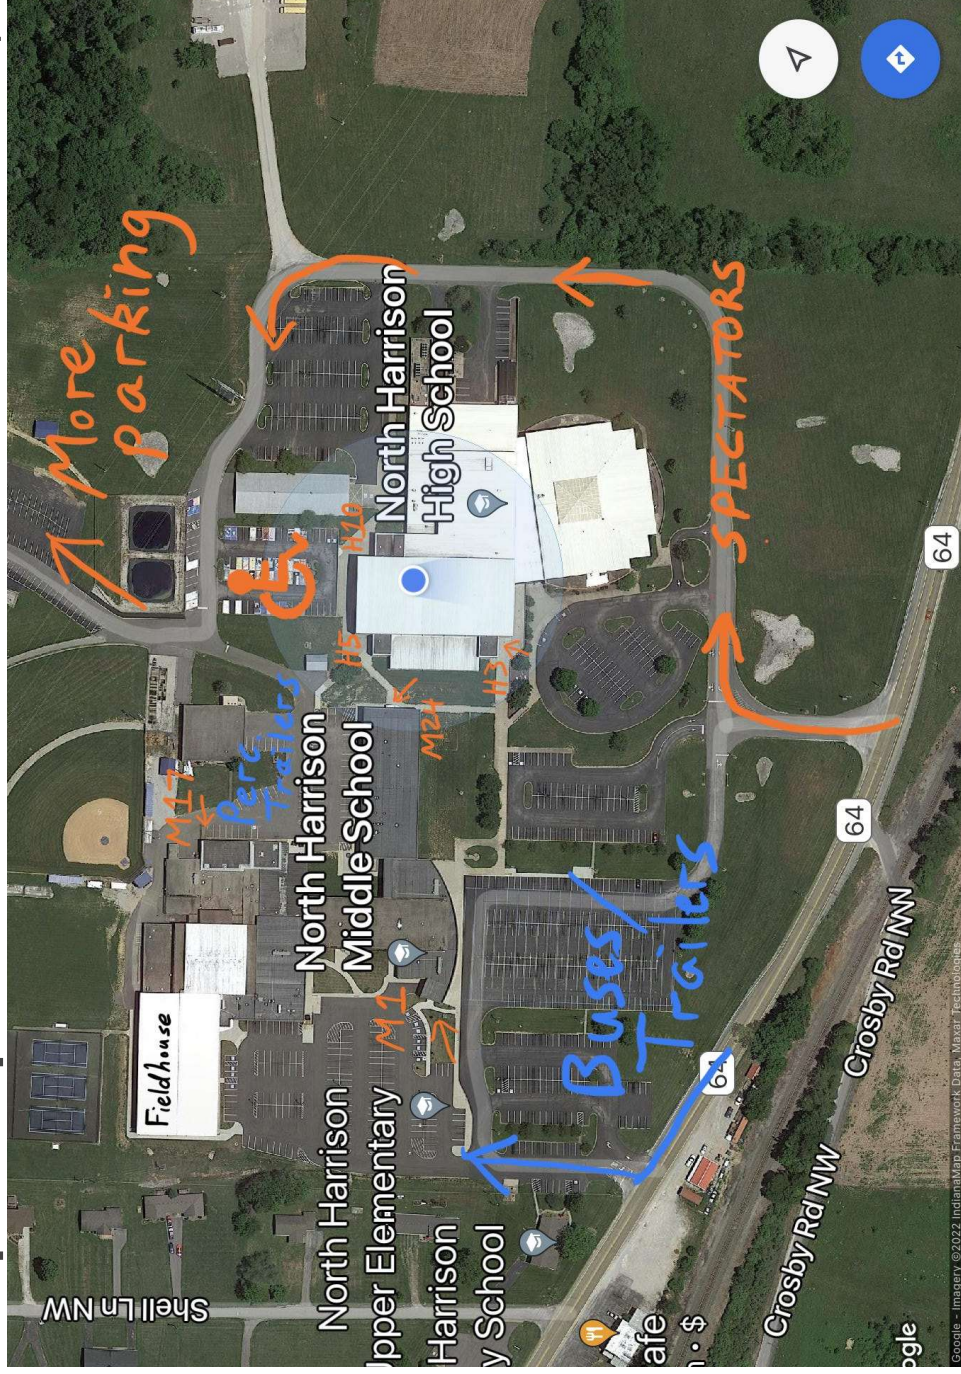 More
parking
SPECTATORS
North Harrison
High School
H10
H5
H3
M24
M17
Perc
Trailers
North Harrison
Middle School
Fieldhouse
M1
Buses/
Trailers
North Harrison
Upper Elementary
Harrison
y School
Shell Ln NW
64
64
64
Crosby Rd NW
Crosby Rd NW
afe
n · $
ogle
Google - Imagery ©2022 IndianaMap Framework Data, Maxar Technologies